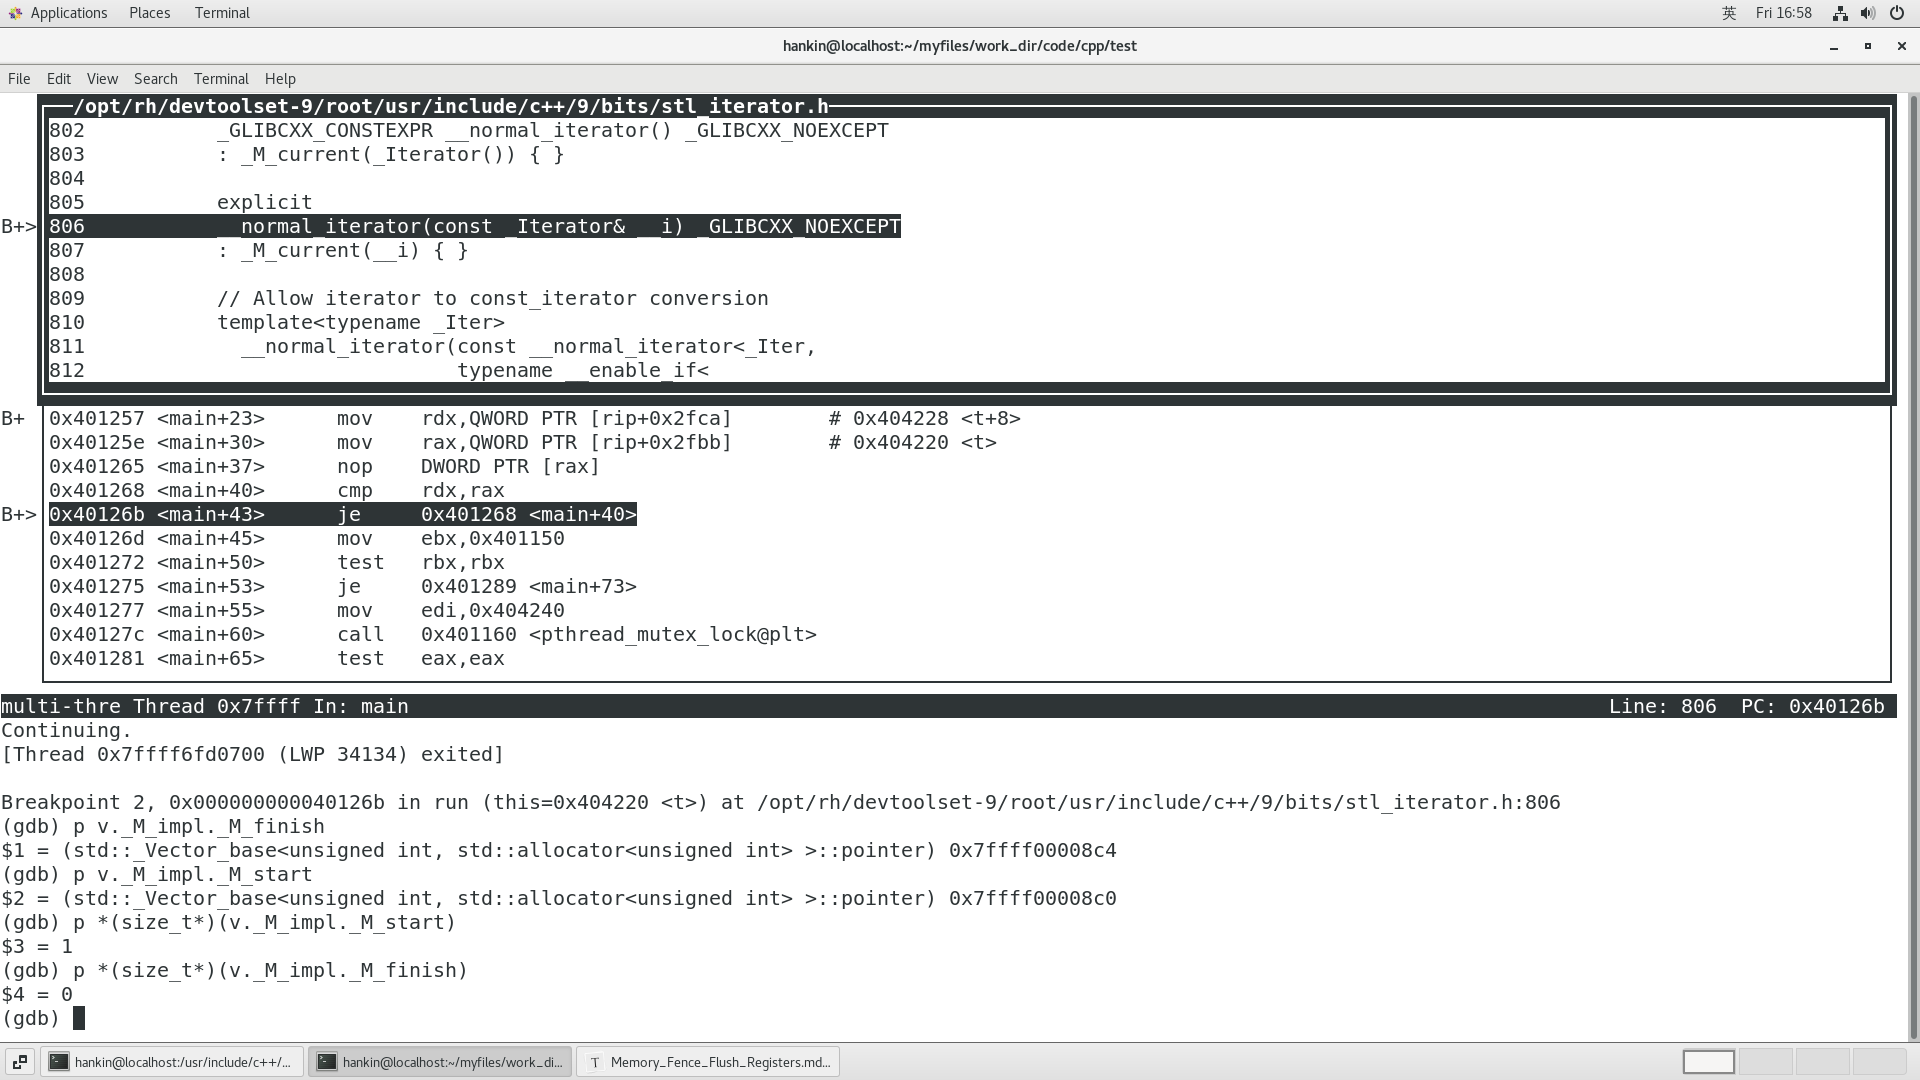 Applications Places Terminal 英 Fri 16:58
hankin@localhost:~/myfiles/work_dir/code/cpp/test
File Edit View Search Terminal Help
/opt/rh/devtoolset-9/root/usr/include/c++/9/bits/stl_iterator.h
802 _GLIBCXX_CONSTEXPR __normal_iterator() _GLIBCXX_NOEXCEPT
803 : _M_current(_Iterator()) { }
804
805 explicit
B+> 806 __normal_iterator(const _Iterator& __i) _GLIBCXX_NOEXCEPT
807 : _M_current(__i) { }
808
809 // Allow iterator to const_iterator conversion
810 template<typename _Iter>
811 __normal_iterator(const __normal_iterator<_Iter,
812 typename __enable_if<
B+ 0x401257 <main+23> mov rdx,QWORD PTR [rip+0x2fca] # 0x404228 <t+8>
0x40125e <main+30> mov rax,QWORD PTR [rip+0x2fbb] # 0x404220 <t>
0x401265 <main+37> nop DWORD PTR [rax]
0x401268 <main+40> cmp rdx,rax
B+> 0x40126b <main+43> je 0x401268 <main+40>
0x40126d <main+45> mov ebx,0x401150
0x401272 <main+50> test rbx,rbx
0x401275 <main+53> je 0x401289 <main+73>
0x401277 <main+55> mov edi,0x404240
0x40127c <main+60> call 0x401160 <pthread_mutex_lock@plt>
0x401281 <main+65> test eax,eax
multi-thre Thread 0x7ffff In: main Line: 806 PC: 0x40126b
Continuing.
[Thread 0x7ffff6fd0700 (LWP 34134) exited]
Breakpoint 2, 0x000000000040126b in run (this=0x404220 <t>) at /opt/rh/devtoolset-9/root/usr/include/c++/9/bits/stl_iterator.h:806
(gdb) p v._M_impl._M_finish
$1 = (std::_Vector_base<unsigned int, std::allocator<unsigned int> >::pointer) 0x7ffff00008c4
(gdb) p v._M_impl._M_start
$2 = (std::_Vector_base<unsigned int, std::allocator<unsigned int> >::pointer) 0x7ffff00008c0
(gdb) p *(size_t*)(v._M_impl._M_start)
$3 = 1
(gdb) p *(size_t*)(v._M_impl._M_finish)
$4 = 0
(gdb)
hankin@localhost:/usr/include/c++/... hankin@localhost:~/myfiles/work_di... T Memory_Fence_Flush_Registers.md...